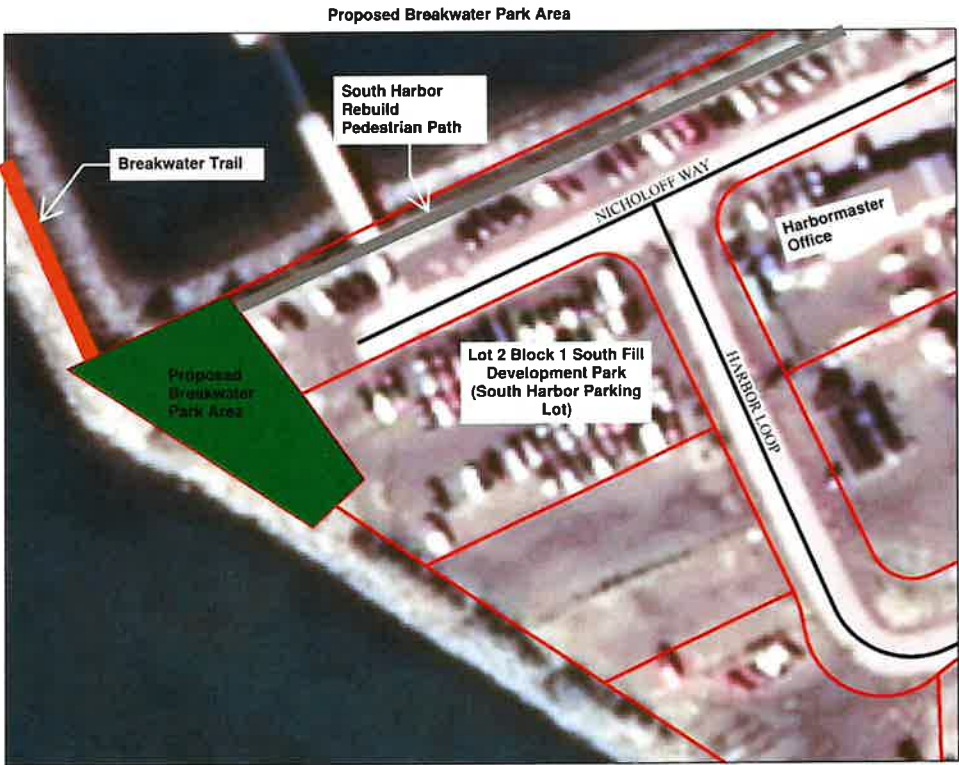 Proposed Breakwater Park Area
South Harbor
Rebuild
Pedestrian Path
Breakwater Trail
NICHOLOFF WAY
Harbormaster
Office
Lot 2 Block 1 South Fill
Development Park
(South Harbor Parking
Lot)
HARBOR LOOP
Proposed
Breakwater
Park Area